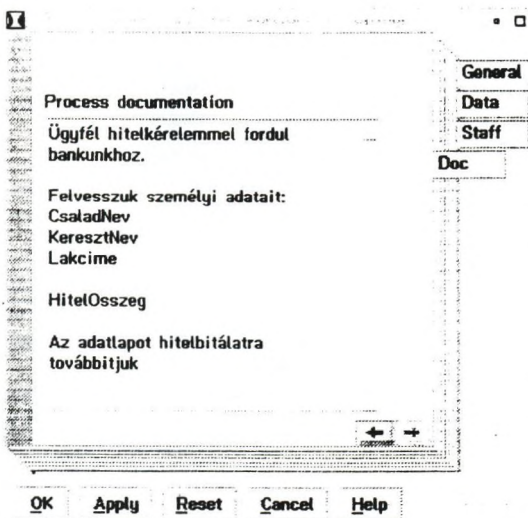 General
Process documentation
Data
Ügyfél hitelkérelemmel fordul
Staff
bankunkhoz.
Doc
Felvesszuk személyi adatait:
CsaladNev
KeresztNev
Lakcime
HitelOsszeg
Az adatlapot hitelbitálatra
továbbitjuk
OK Apply Reset Cancel Help